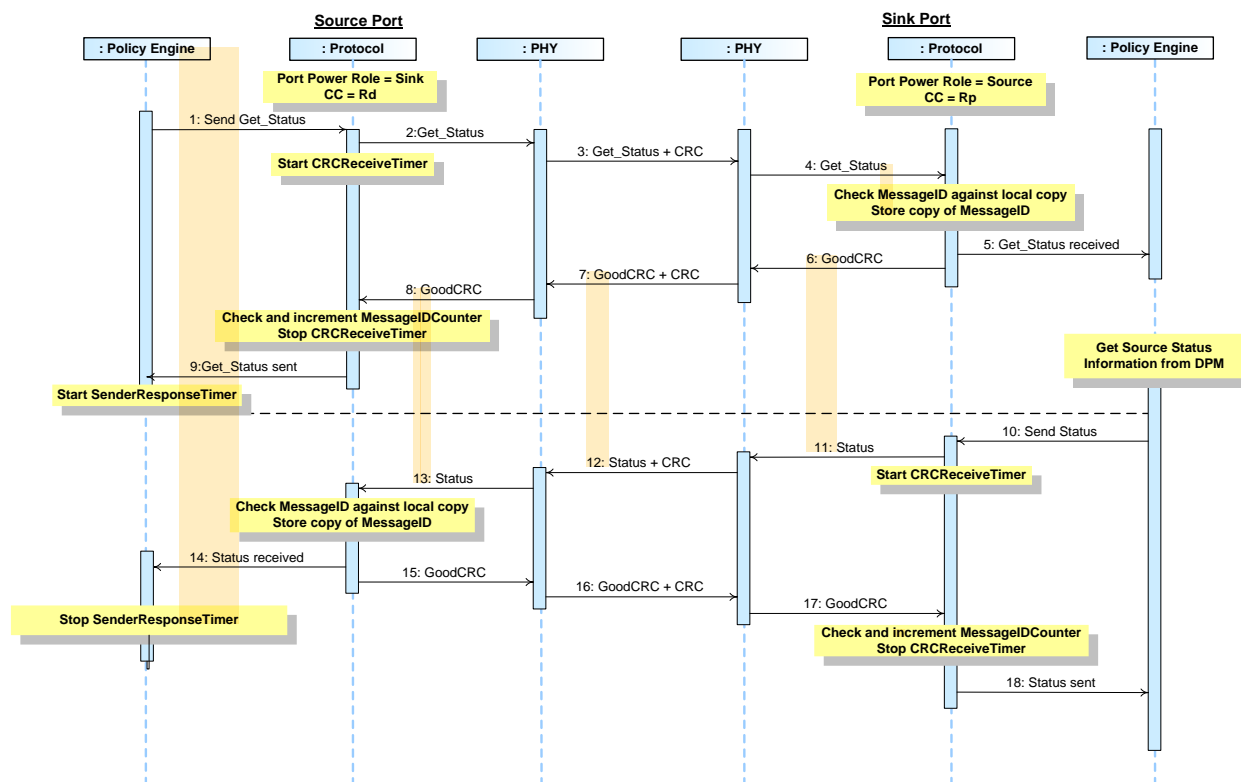 Source Port
Sink Port
: Policy Engine
: Protocol
: PHY
: PHY
: Protocol
: Policy Engine
Port Power Role = Sink
CC = Rd
Port Power Role = Source
CC = Rp
1: Send Get_Status
2:Get_Status
Start CRCReceiveTimer
3: Get_Status + CRC
4: Get_Status
Check MessageID against local copy
Store copy of MessageID
5: Get_Status received
6: GoodCRC
7: GoodCRC + CRC
8: GoodCRC
Check and increment MessageIDCounter
Stop CRCReceiveTimer
9:Get_Status sent
Start SenderResponseTimer
Get Source Status
Information from DPM
10: Send Status
11: Status
Start CRCReceiveTimer
12: Status + CRC
13: Status
Check MessageID against local copy
Store copy of MessageID
14: Status received
15: GoodCRC
16: GoodCRC + CRC
17: GoodCRC
Stop SenderResponseTimer
Check and increment MessageIDCounter
Stop CRCReceiveTimer
18: Status sent